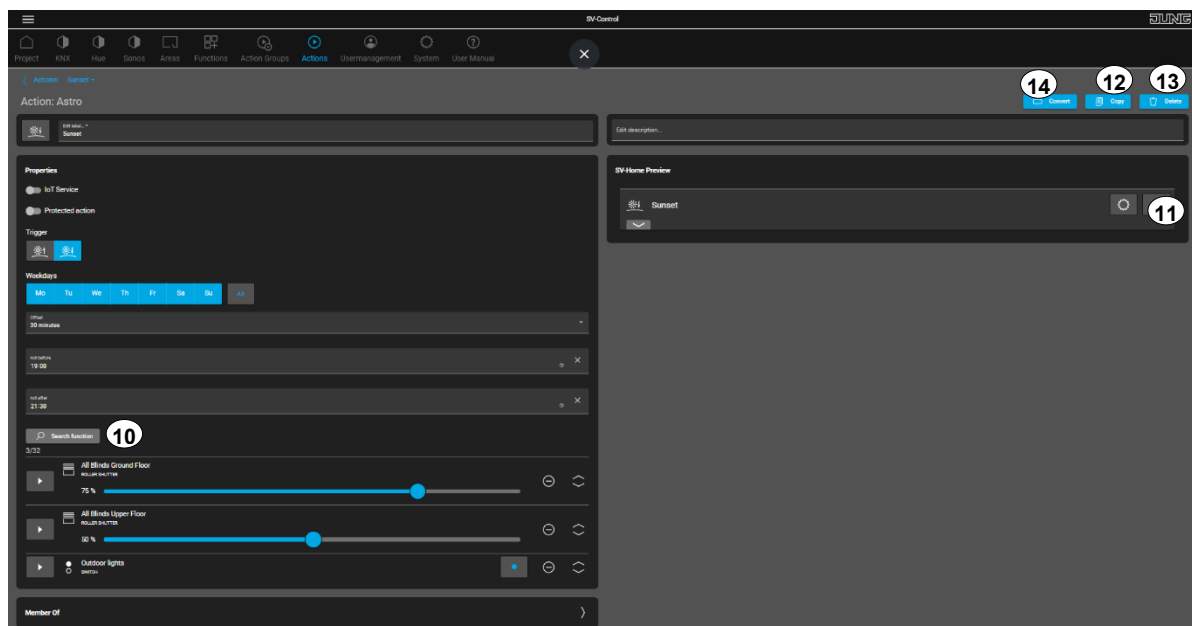 SV-Control
JUNG
Project KNX Hue Sonos Areas Functions Action Groups Actions Usermanagement System User Manual
Actions Sunset
Action: Astro
14 12 13
Convert Copy Delete
Edit label...*
Sunset
Edit description...
Properties
IoT Service
Protected action
Trigger
Weekdays
Mo Tu We Th Fr Sa Su All
Offset
30 minutes
not before
19:00
not after
21:30
Search function 10
3/32
All Blinds Ground Floor
ROLLER SHUTTER
75 %
All Blinds Upper Floor
ROLLER SHUTTER
50 %
Outdoor lights
SWITCH
Member Of
SV-Home Preview
Sunset
11